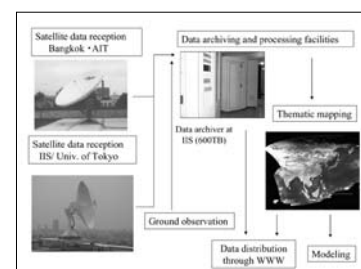 Satellite data reception
Bangkok・AIT
Data archiving and processing facilities
Thematic mapping
Data archiver at
IIS (600TB)
Satellite data reception
IIS/ Univ. of Tokyo
Ground observation
Data distribution
through WWW
Modeling